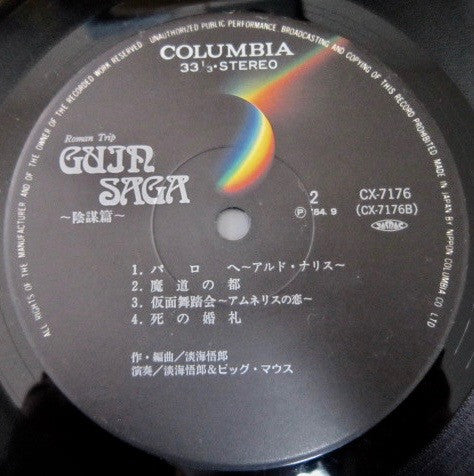 ALL RIGHTS OF THE MANUFACTURER AND OF THE OWNER OF THE RECORDED WORK RESERVED UNAUTHORIZED PUBLIC PERFORMANCE, BROADCASTING AND COPYING OF THIS RECORD PROHIBITED MADE IN JAPAN BY NIPPON COLUMBIA CO LTD
COLUMBIA
33 1/3・STEREO
Roman Trip
GUIN
SAGA
〜陰謀篇〜
2
Ⓟ '84. 9
CX-7176
(CX-7176B)
1. パロへ〜アルド・ナリス〜
2. 魔道の都
3. 仮面舞踏会〜アムネリスの恋〜
4. 死の婚礼
作・編曲/淡海悟郎
演奏/淡海悟郎&ビッグ・マウス